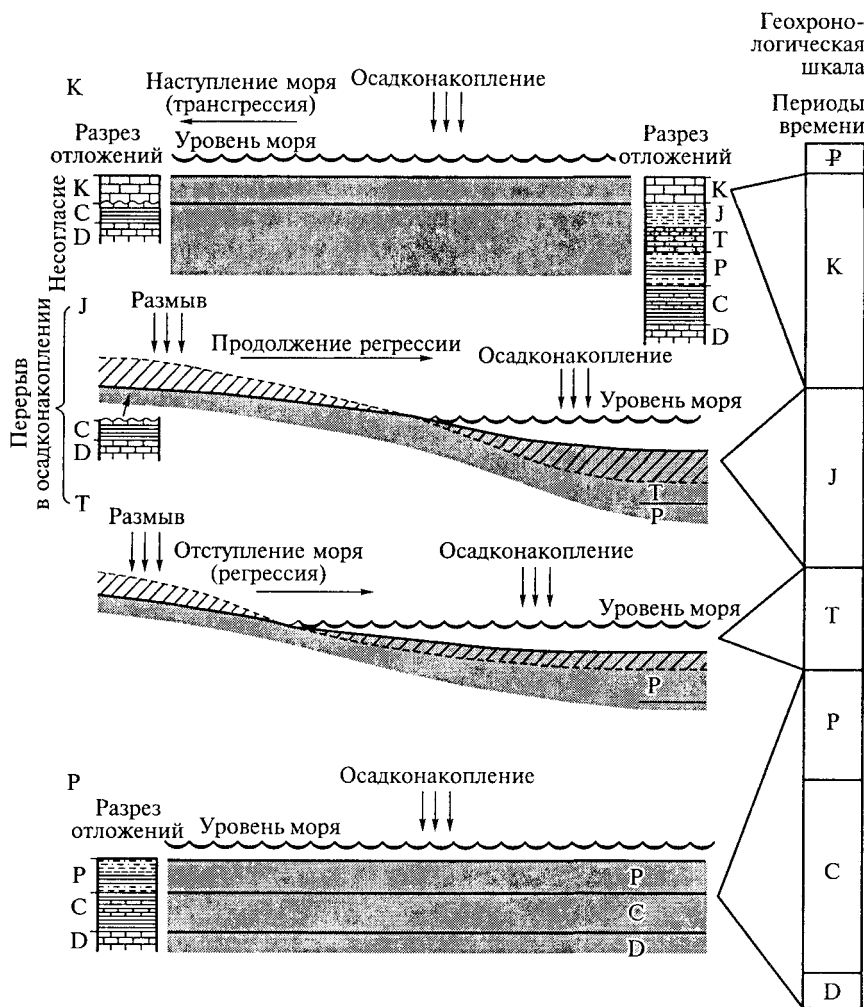 Геохроно-
логическая
шкала
Периоды
времени
К
Наступление моря
(трансгрессия)
Осадконакопление
Разрез
отложений
Уровень моря
Разрез
отложений
К
С
D
К
J
Т
Р
С
D
Несогласие
Перерыв
в осадконакоплении
J
Т
Размыв
Продолжение регрессии
Осадконакопление
Уровень моря
С
D
Т
Р
Размыв
Отступление моря
(регрессия)
Осадконакопление
Уровень моря
Р
Р
Осадконакопление
Разрез
отложений
Уровень моря
Р
С
D
Р
С
D
Ꝑ
К
J
Т
Р
С
D